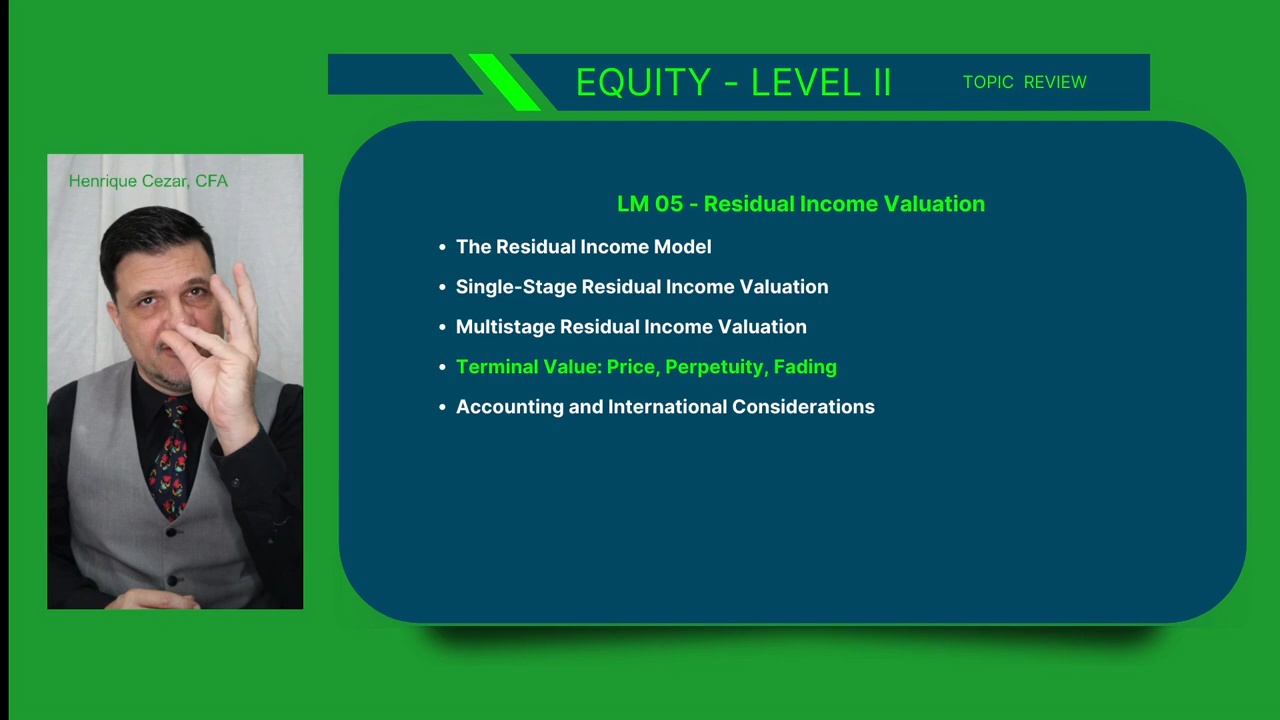 EQUITY - LEVEL II
TOPIC REVIEW
Henrique Cezar, CFA
LM 05 - Residual Income Valuation
• The Residual Income Model
• Single-Stage Residual Income Valuation
• Multistage Residual Income Valuation
• Terminal Value: Price, Perpetuity, Fading
• Accounting and International Considerations